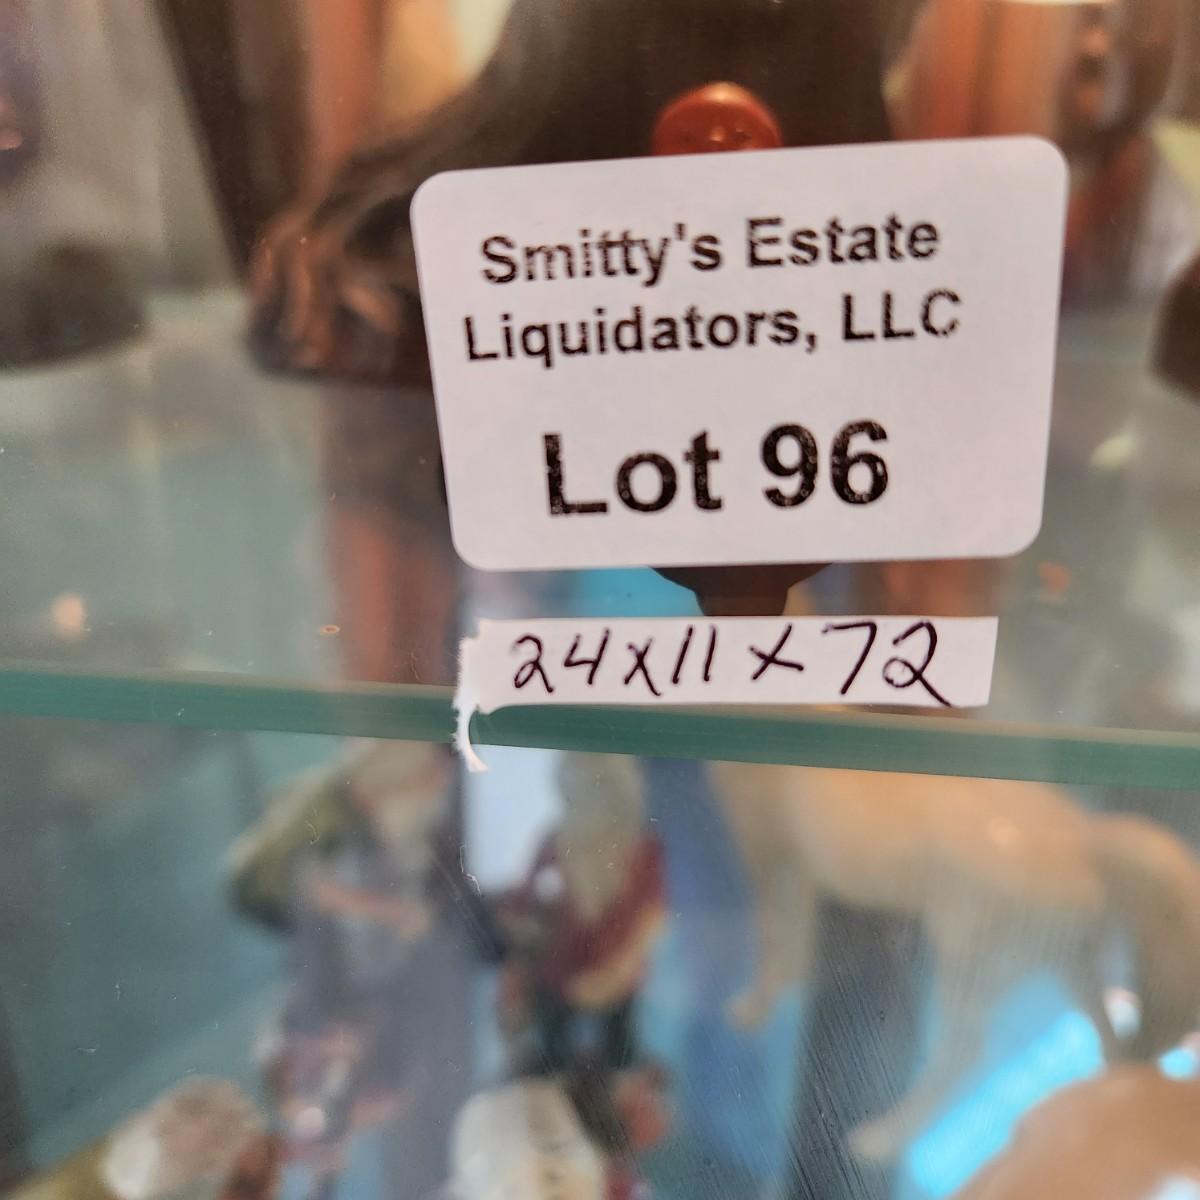 Smitty's Estate
Liquidators, LLC
Lot 96
24x11x72